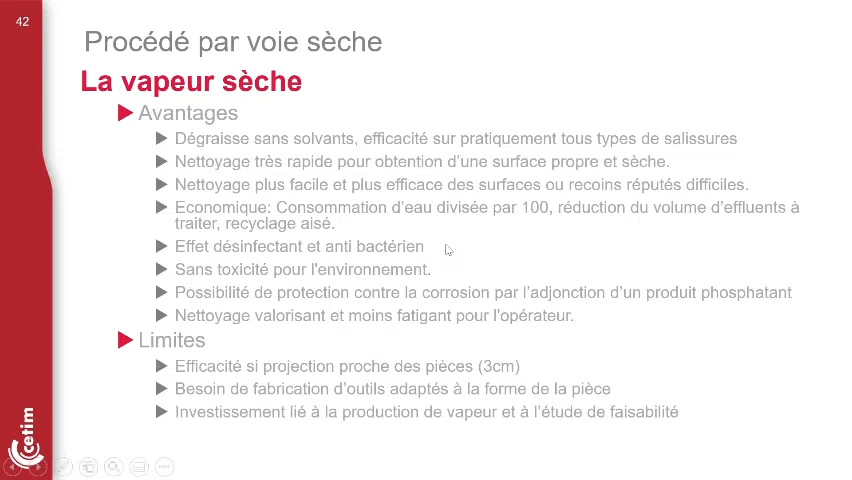 42
Procédé par voie sèche
La vapeur sèche
Avantages
Dégraisse sans solvants, efficacité sur pratiquement tous types de salissures
Nettoyage très rapide pour obtention d'une surface propre et sèche.
Nettoyage plus facile et plus efficace des surfaces ou recoins réputés difficiles.
Economique: Consommation d'eau divisée par 100, réduction du volume d'effluents à
traiter, recyclage aisé.
Effet désinfectant et anti bactérien
Sans toxicité pour l'environnement.
Possibilité de protection contre la corrosion par l'adjonction d'un produit phosphatant
Nettoyage valorisant et moins fatigant pour l'opérateur.
Limites
Efficacité si projection proche des pièces (3cm)
Besoin de fabrication d'outils adaptés à la forme de la pièce
Investissement lié à la production de vapeur et à l'étude de faisabilité
cetim